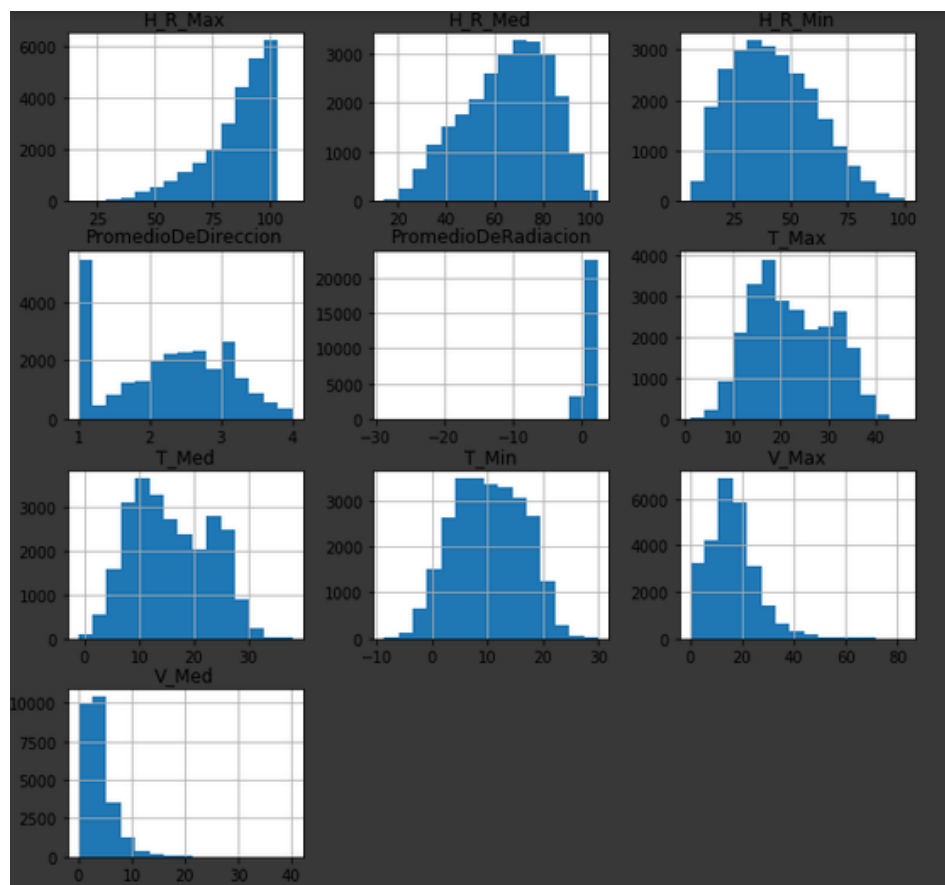 H_R_Max H_R_Med H_R_Min
6000 3000 3000
4000 2000 2000
2000 1000 1000
0 0 0
25 50 75 100 20 40 60 80 100 25 50 75 100
PromedioDeDireccion PromedioDeRadiacion T_Max
4000 20000 4000
2000 15000 3000
0 10000 2000
5000 1000
0 0
1 2 3 4 −30 −20 −10 0 0 10 20 30 40
T_Med T_Min V_Max
3000 3000 6000
2000 2000 4000
1000 1000 2000
0 0 0
0 10 20 30 −10 0 10 20 30 0 20 40 60 80
V_Med
10000
7500
5000
2500
0
0 10 20 30 40